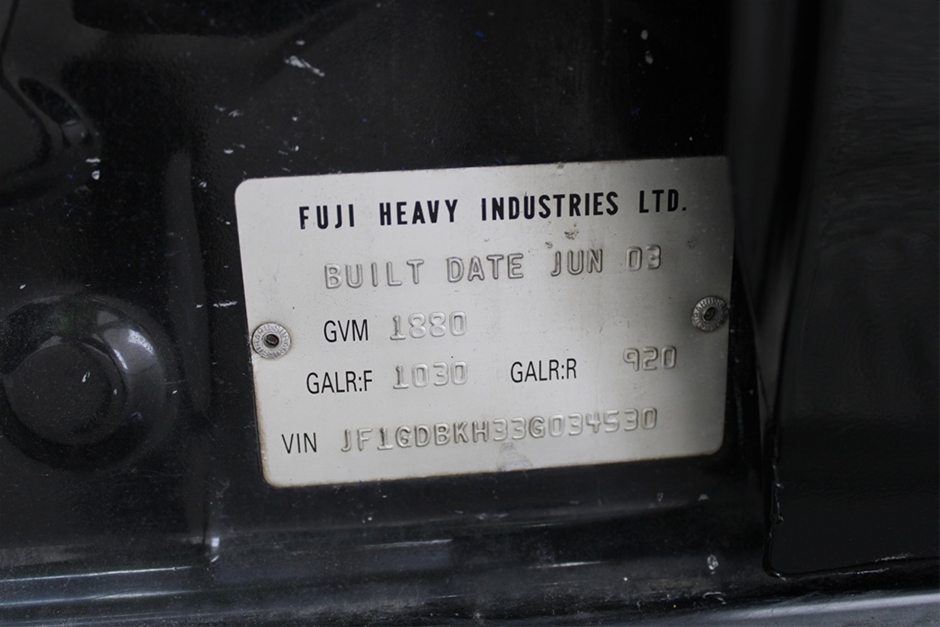 FUJI HEAVY INDUSTRIES LTD.
BUILT DATE JUN 03
GVM 1880
GALR:F 1030 GALR:R 920
VIN JF1GDBKH33G034530